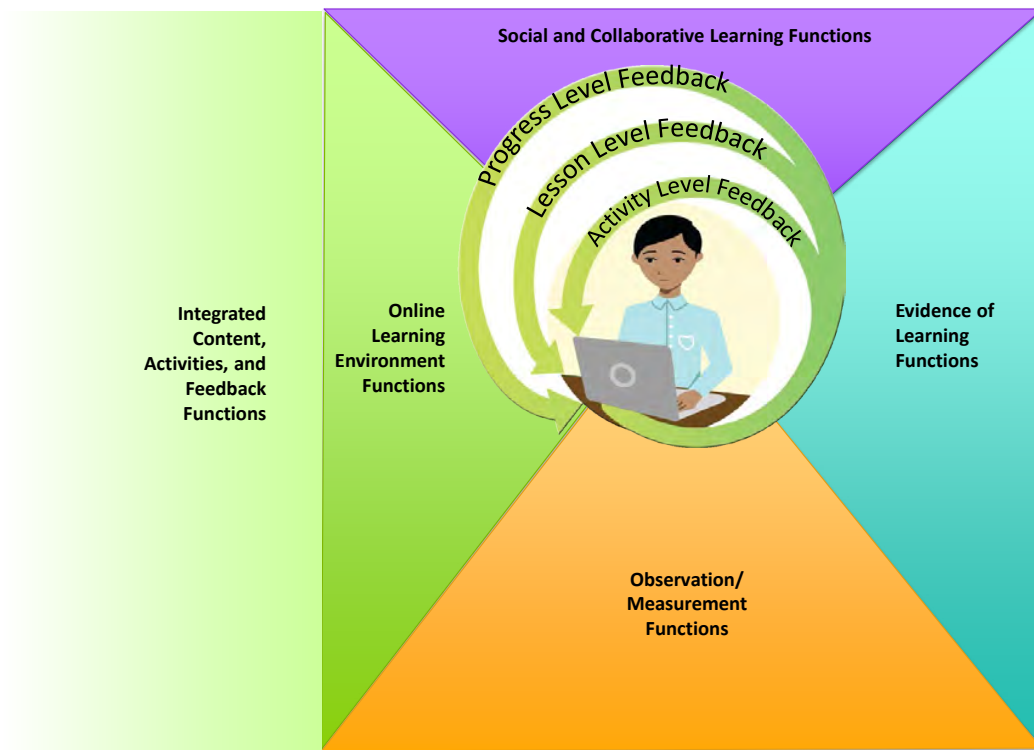 Social and Collaborative Learning Functions
Progress Level Feedback
Lesson Level Feedback
Activity Level Feedback
Integrated
Content,
Activities, and
Feedback
Functions
Online
Learning
Environment
Functions
Evidence of
Learning
Functions
Observation/
Measurement
Functions